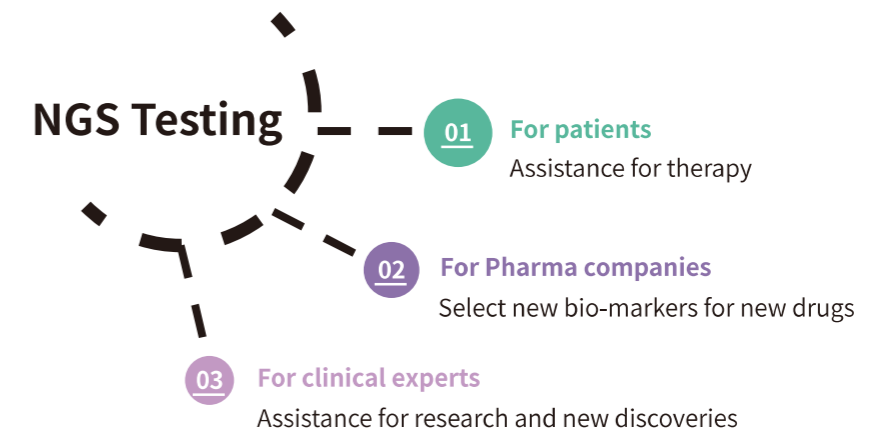 NGS Testing
01
For patients
Assistance for therapy
02
For Pharma companies
Select new bio-markers for new drugs
03
For clinical experts
Assistance for research and new discoveries